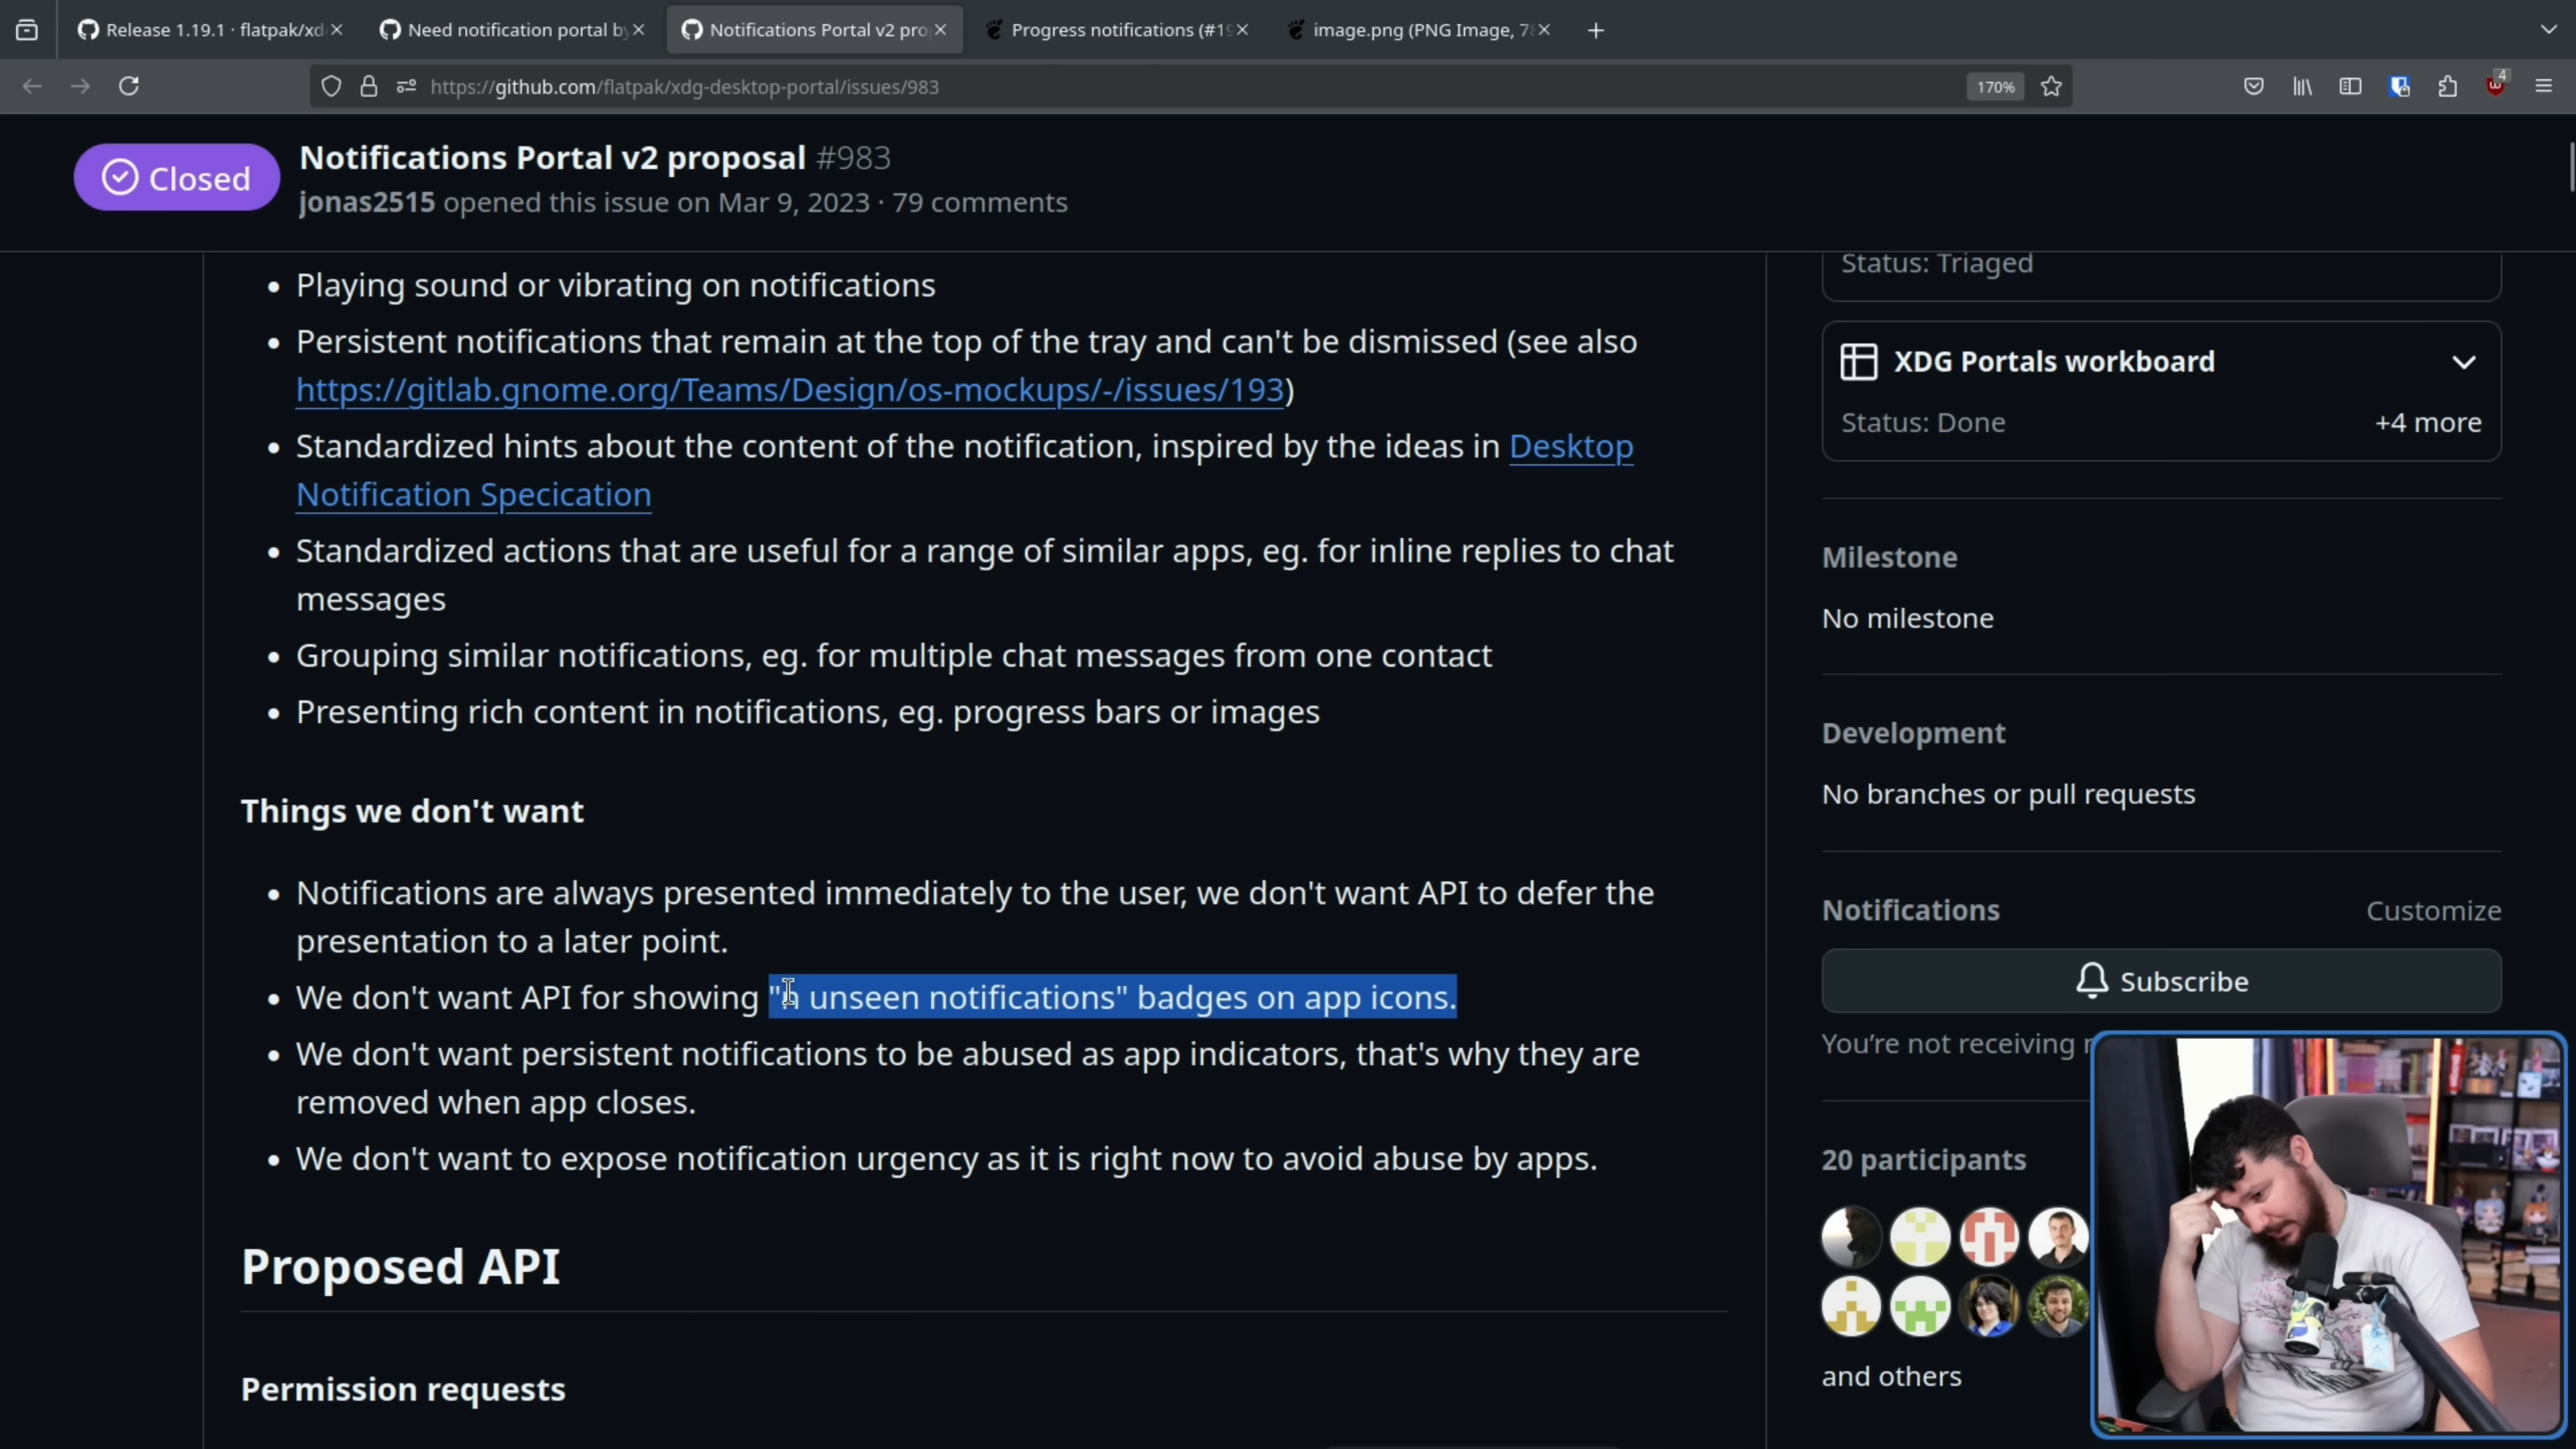 Release 1.19.1 · flatpak/xd
Need notification portal b
Notifications Portal v2 pro
Progress notifications (#19
image.png (PNG Image, 78
https://github.com/flatpak/xdg-desktop-portal/issues/983
170%
4
Closed
Notifications Portal v2 proposal #983
jonas2515 opened this issue on Mar 9, 2023 · 79 comments
• Playing sound or vibrating on notifications
• Persistent notifications that remain at the top of the tray and can't be dismissed (see also
https://gitlab.gnome.org/Teams/Design/os-mockups/-/issues/193)
• Standardized hints about the content of the notification, inspired by the ideas in Desktop
Notification Specication
• Standardized actions that are useful for a range of similar apps, eg. for inline replies to chat
messages
• Grouping similar notifications, eg. for multiple chat messages from one contact
• Presenting rich content in notifications, eg. progress bars or images
Things we don't want
• Notifications are always presented immediately to the user, we don't want API to defer the
presentation to a later point.
• We don't want API for showing "n unseen notifications" badges on app icons.
• We don't want persistent notifications to be abused as app indicators, that's why they are
removed when app closes.
• We don't want to expose notification urgency as it is right now to avoid abuse by apps.
Proposed API
Permission requests
Status: Triaged
XDG Portals workboard
Status: Done
+4 more
Milestone
No milestone
Development
No branches or pull requests
Notifications
Customize
Subscribe
You're not receiving
20 participants
and others